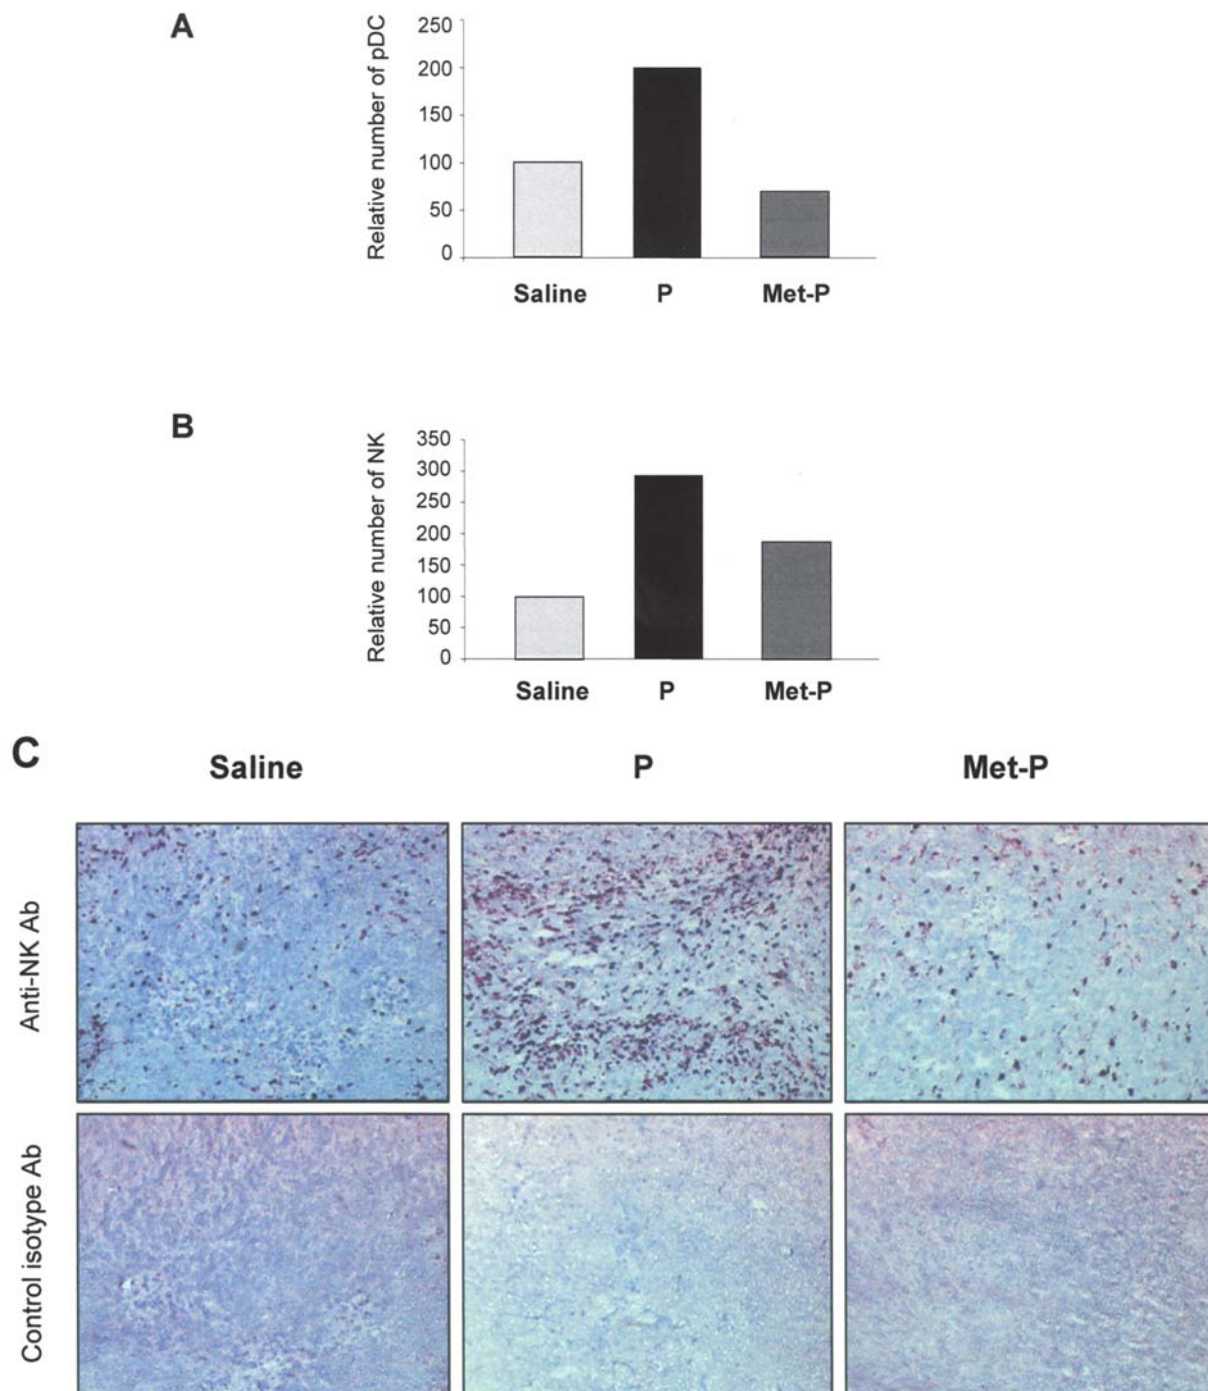 A
Relative number of pDC
250
200
150
100
50
0
Saline P Met-P
B
Relative number of NK
350
300
250
200
150
100
50
0
Saline P Met-P
C
Saline P Met-P
Anti-NK Ab
Control isotype Ab